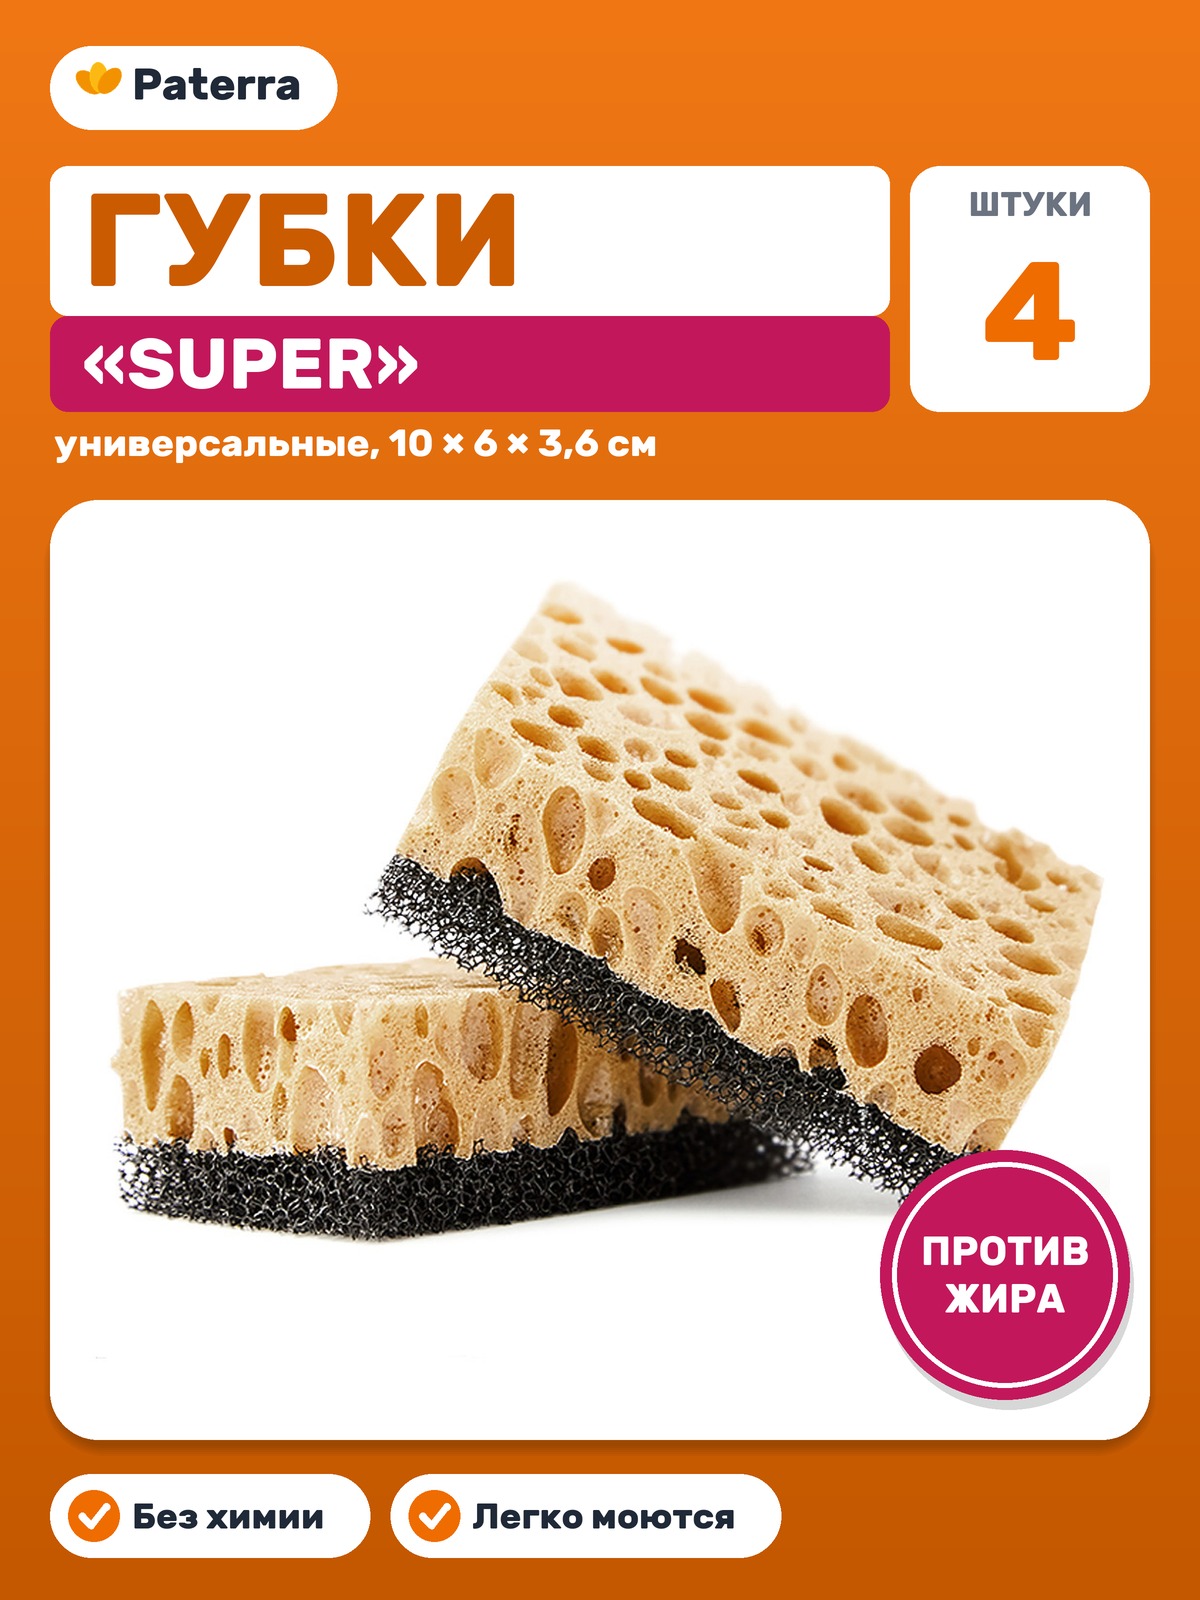 Paterra
ГУБКИ
«SUPER»
ШТУКИ
4
универсальные, 10 × 6 × 3,6 см
ПРОТИВ
ЖИРА
Без химии
Легко моются